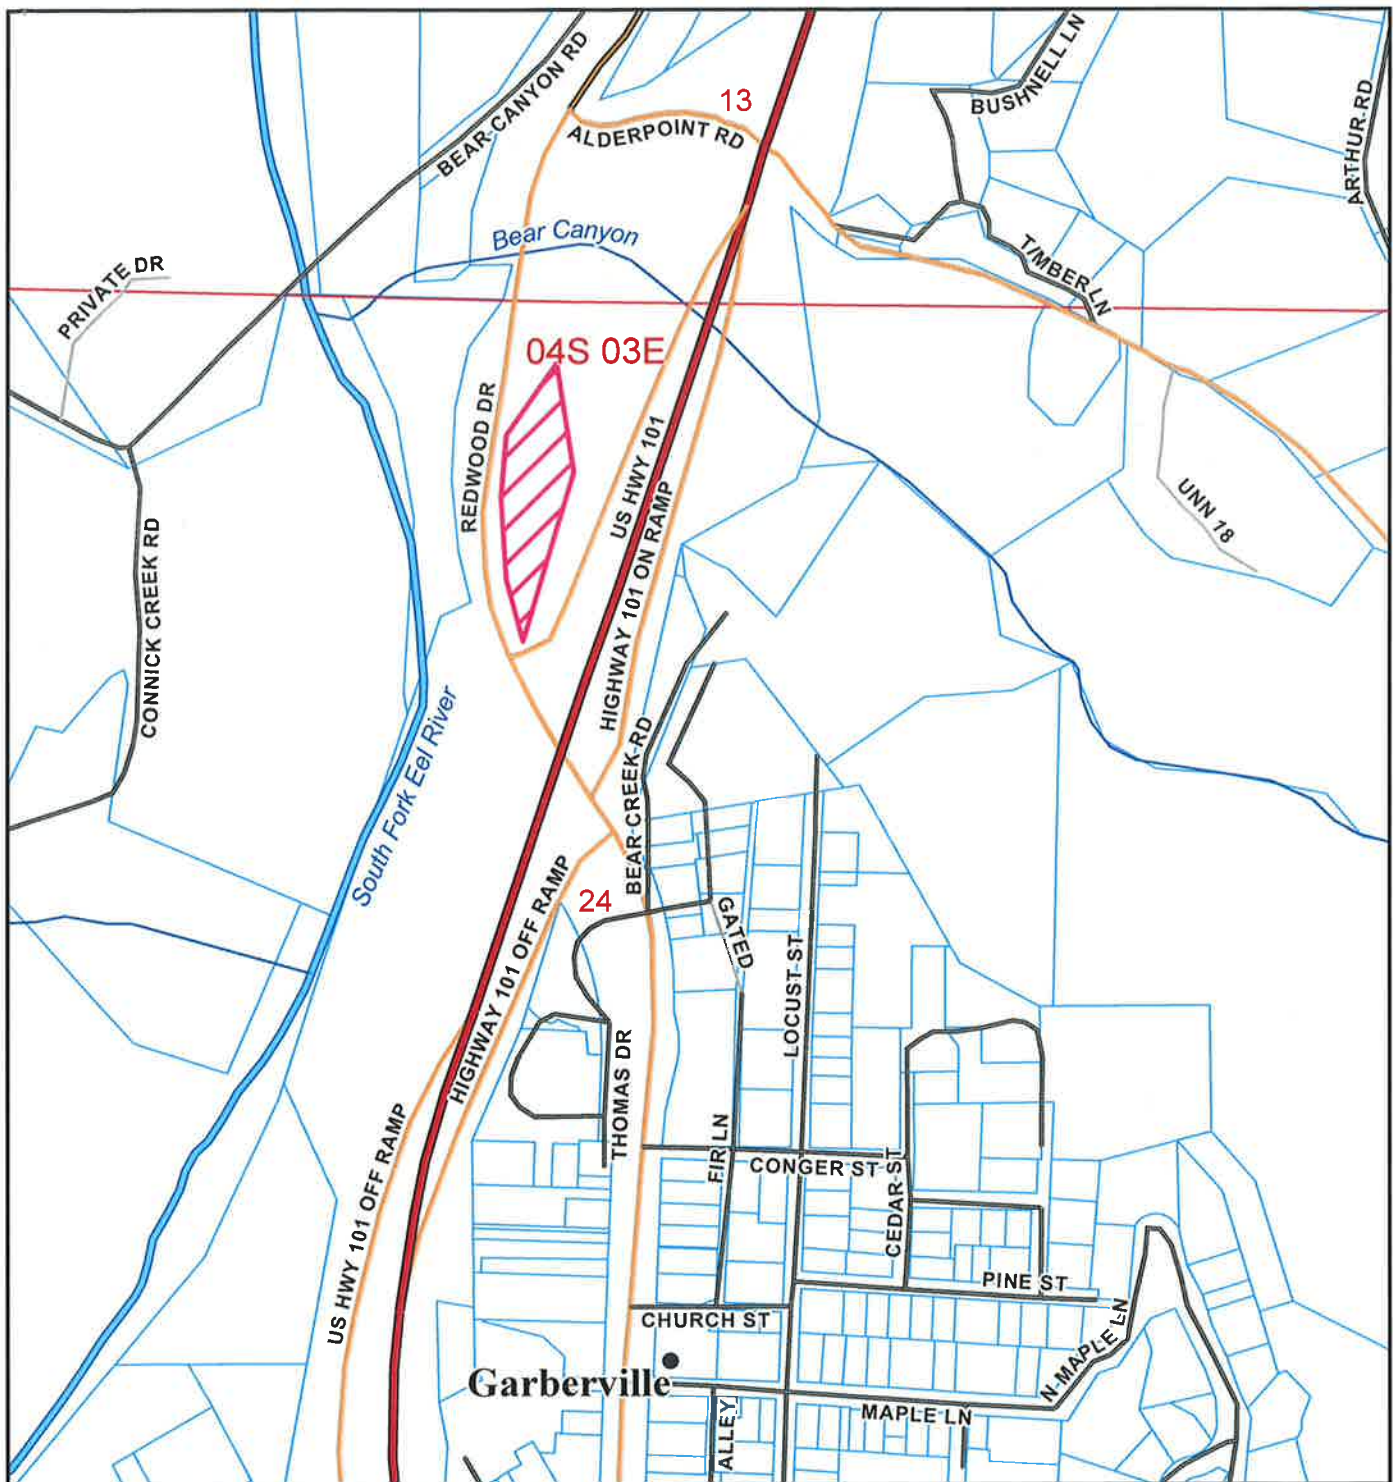 BEAR CANYON RD
BUSHNELL LN
13
ALDERPOINT RD
ARTHUR RD
Bear Canyon
TIMBER LN
PRIVATE DR
04S 03E
REDWOOD DR
US HWY 101
HIGHWAY 101 ON RAMP
UNN 18
CONNICK CREEK RD
South Fork Eel River
BEAR CREEK RD
24
HIGHWAY 101 OFF RAMP
GATED
LOCUST ST
THOMAS DR
US HWY 101 OFF RAMP
FIR LN
CONGER ST
CEDAR ST
PINE ST
CHURCH ST
N MAPLE LN
Garberville
MAPLE LN
ALLEY